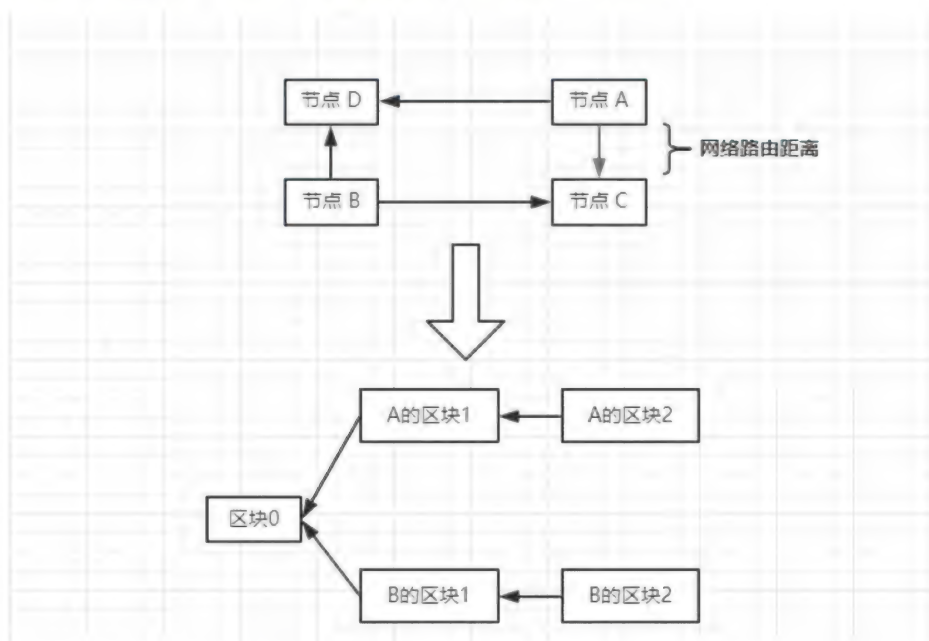 节点 D
节点 A
网络路由距离
节点 B
节点 C
A的区块1
A的区块2
区块0
B的区块1
B的区块2